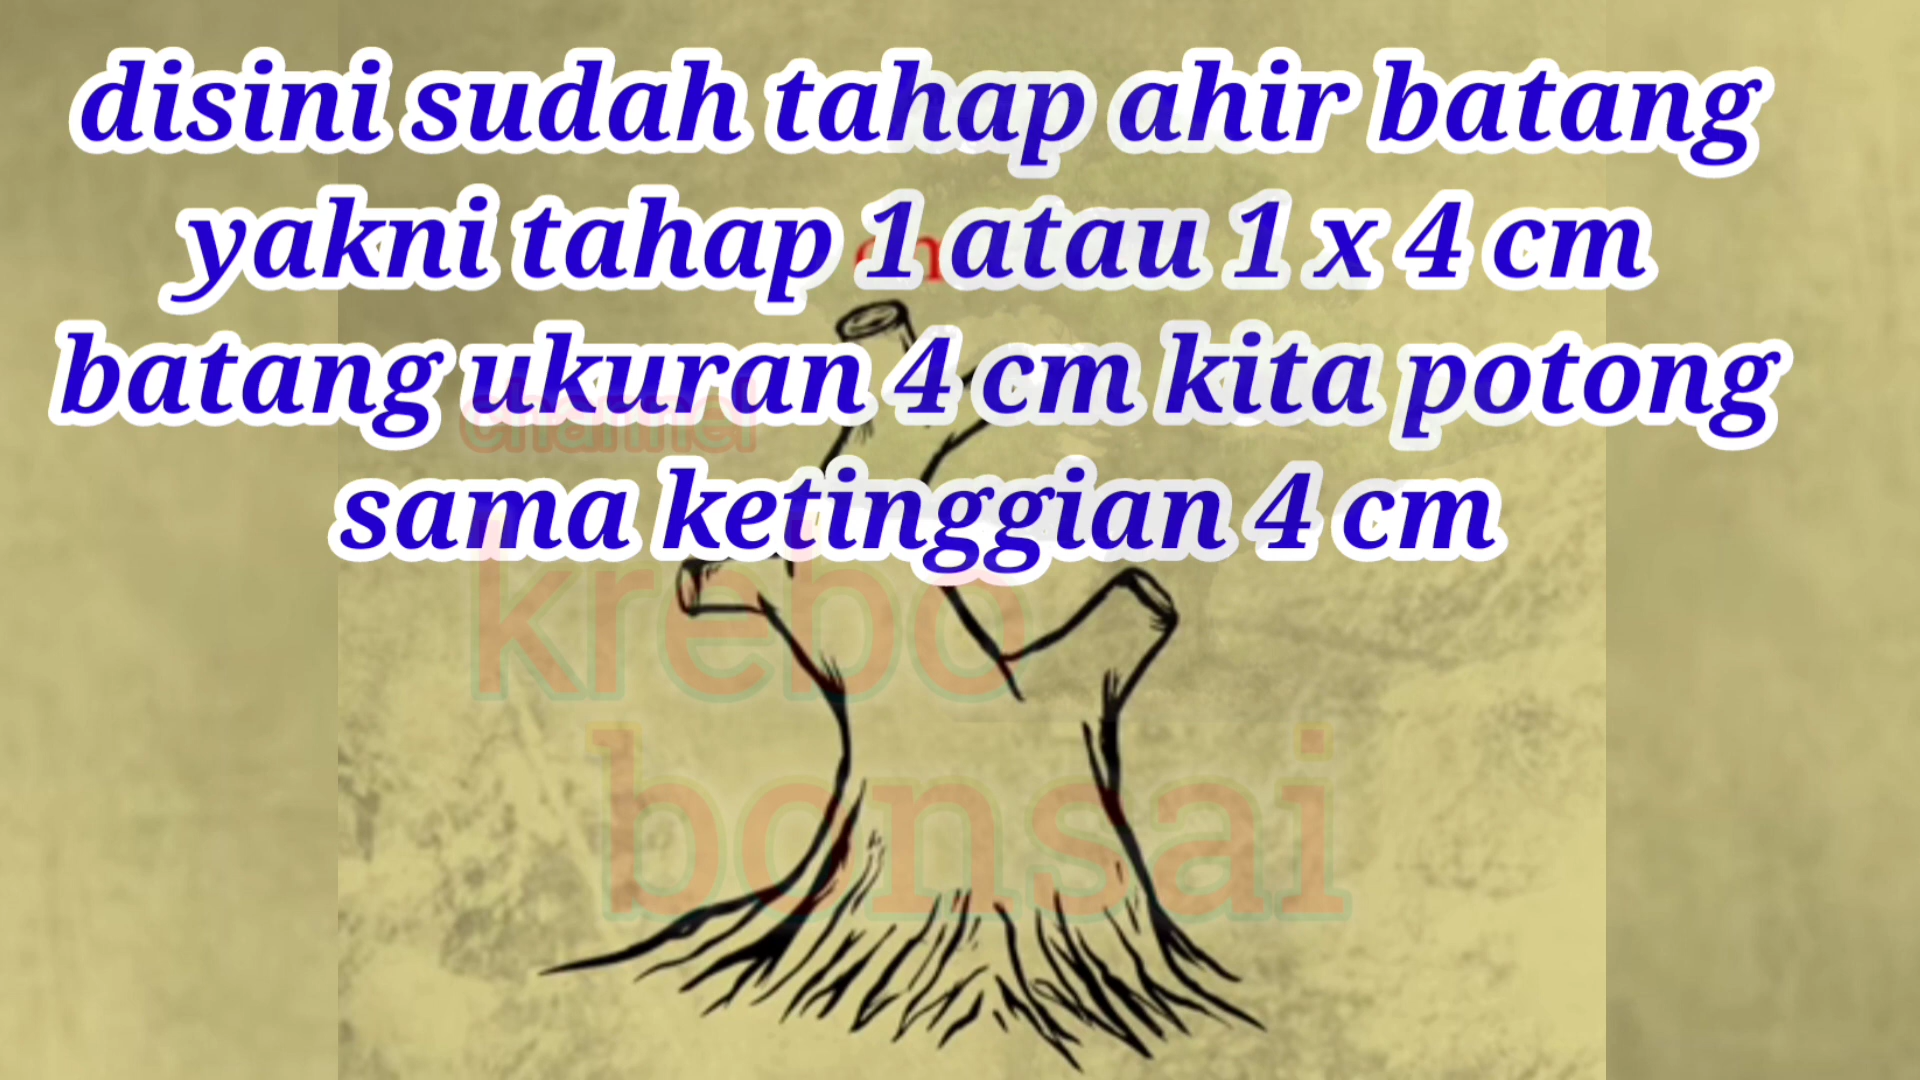 disini sudah tahap ahir batang
yakni tahap 1 atau 1 x 4 cm
batang ukuran 4 cm kita potong
sama ketinggian 4 cm
channel
krebo
bonsai